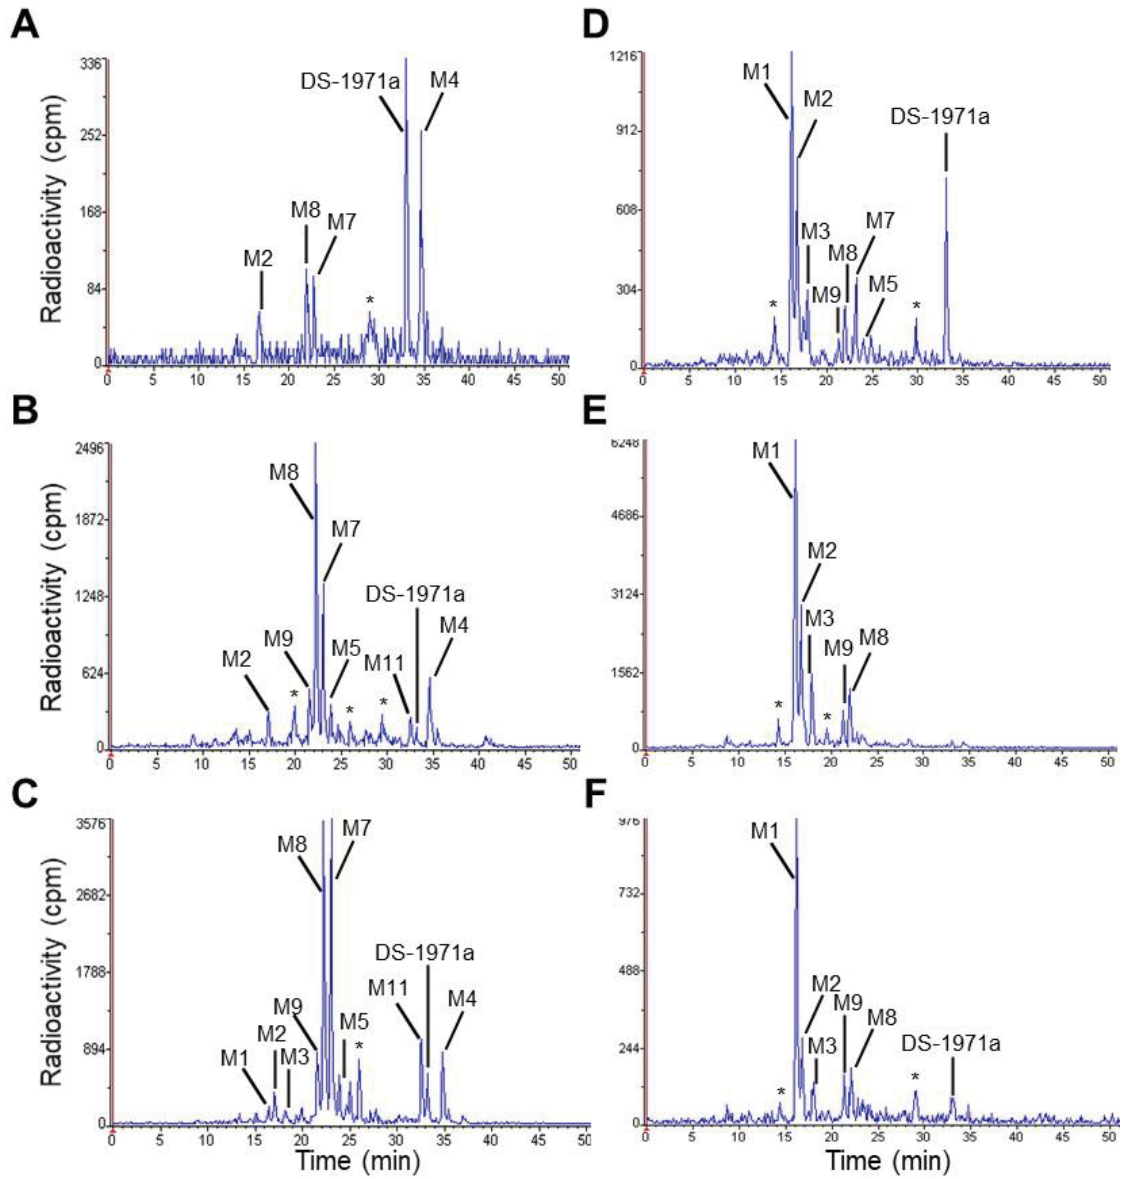 A
Radioactivity (cpm)
336
252
168
84
0
DS-1971a
M4
M8
M7
M2
*
0 5 10 15 20 25 30 35 40 45 50
D
1216
912
608
304
0
M1
M2
DS-1971a
M3
M7
M8
M9
M5
*
*
0 5 10 15 20 25 30 35 40 45 50
B
Radioactivity (cpm)
2496
1872
1248
624
0
M8
M7
DS-1971a
M9
M5
M4
M2
M11
*
*
*
0 5 10 15 20 25 30 35 40 45 50
E
6248
4686
3124
1562
0
M1
M2
M3
M9
M8
*
*
0 5 10 15 20 25 30 35 40 45 50
C
Radioactivity (cpm)
3576
2682
1788
894
0
M7
M8
DS-1971a
M11
M4
M9
M5
M2
M1
M3
*
0 5 10 15 20 25 30 35 40 45 50
Time (min)
F
976
732
488
244
0
M1
M2
M9
M8
M3
DS-1971a
*
*
0 5 10 15 20 25 30 35 40 45 50
Time (min)